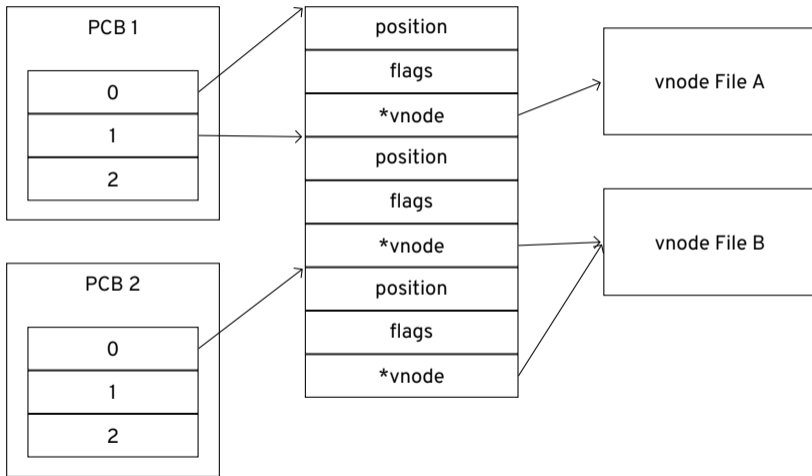 PCB 1
0
1
2
PCB 2
0
1
2
position
flags
*vnode
position
flags
*vnode
position
flags
*vnode
vnode File A
vnode File B